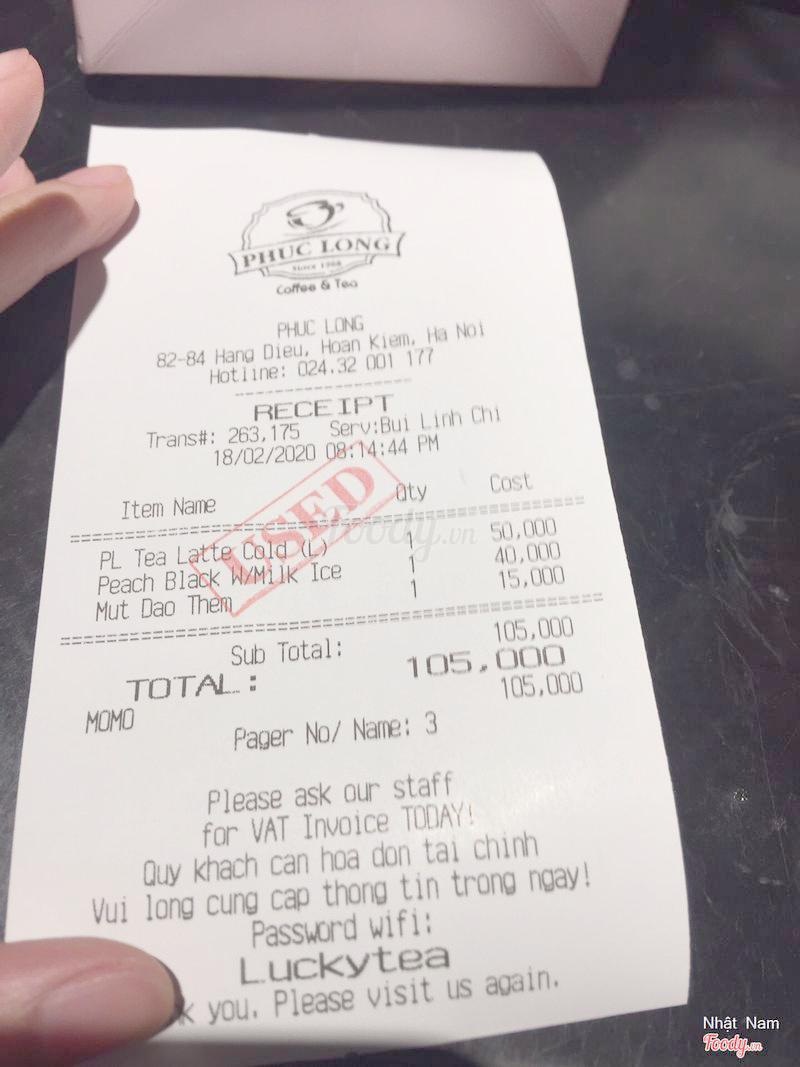 PHUC LONG
Since 1968
Coffee & Tea
PHUC LONG
82-84 Hang Dieu, Hoan Kiem, Ha Noi
Hotline: 024.32 001 177
RECEIPT
Trans#: 263,175 Serv:Bui Linh Chi
18/02/2020 08:14:44 PM
USED
Item Name Qty Cost
PL Tea Latte Cold (L) 1 50,000
Peach Black W/Milk Ice 1 40,000
Mut Dao Them 1 15,000
Foody.vn
Sub Total: 105,000
TOTAL: 105,000
MOMO 105,000
Pager No/ Name: 3
Please ask our staff
for VAT Invoice TODAY!
Quy khach can hoa don tai chinh
Vui long cung cap thong tin trong ngay!
Password wifi:
Luckytea
k you. Please visit us again.
Nhật Nam
Foody.vn